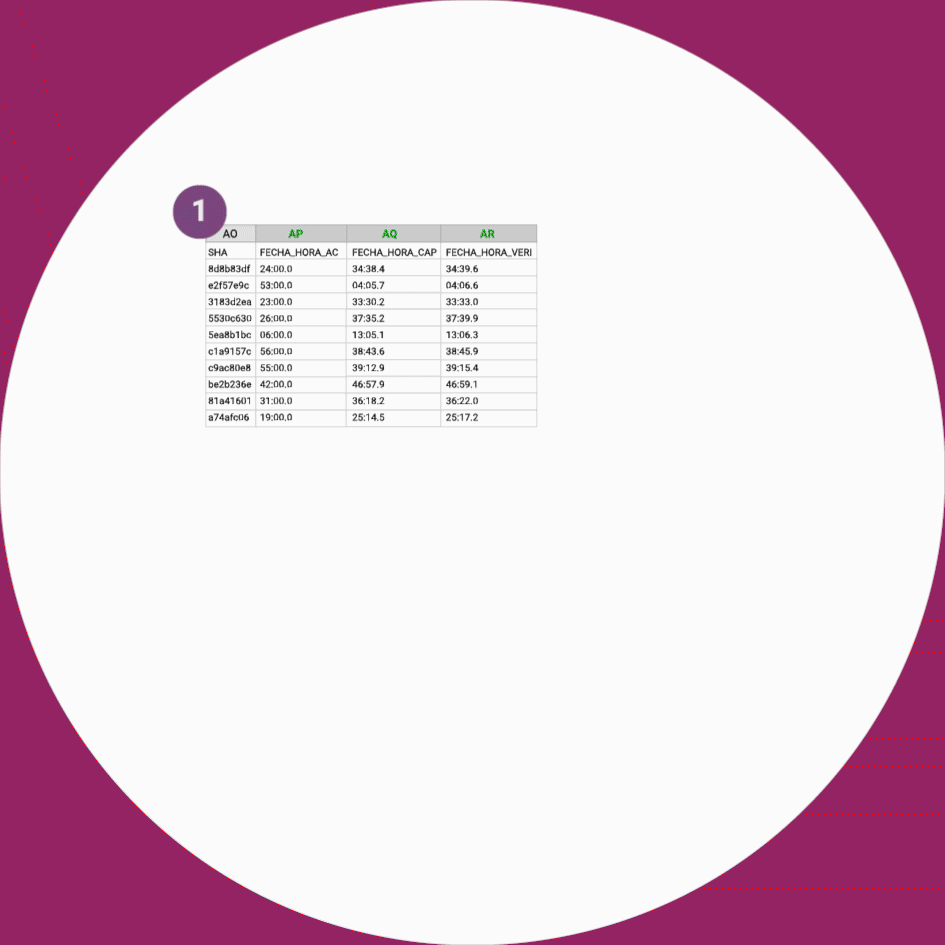 1
AO AP AQ AR
SHA FECHA_HORA_AC FECHA_HORA_CAP FECHA_HORA_VERI
8d8b83df 24:00.0 34:38.4 34:39.6
e2f57e9c 53:00.0 04:05.7 04:06.6
3183d2ea 23:00.0 33:30.2 33:33.0
5530c630 26:00.0 37:35.2 37:39.9
5ea8b1bc 06:00.0 13:05.1 13:06.3
c1a9157c 56:00.0 38:43.6 38:45.9
c9ac80e8 55:00.0 39:12.9 39:15.4
be2b236e 42:00.0 46:57.9 46:59.1
81a41601 31:00.0 36:18.2 36:22.0
a74afc06 19:00.0 25:14.5 25:17.2